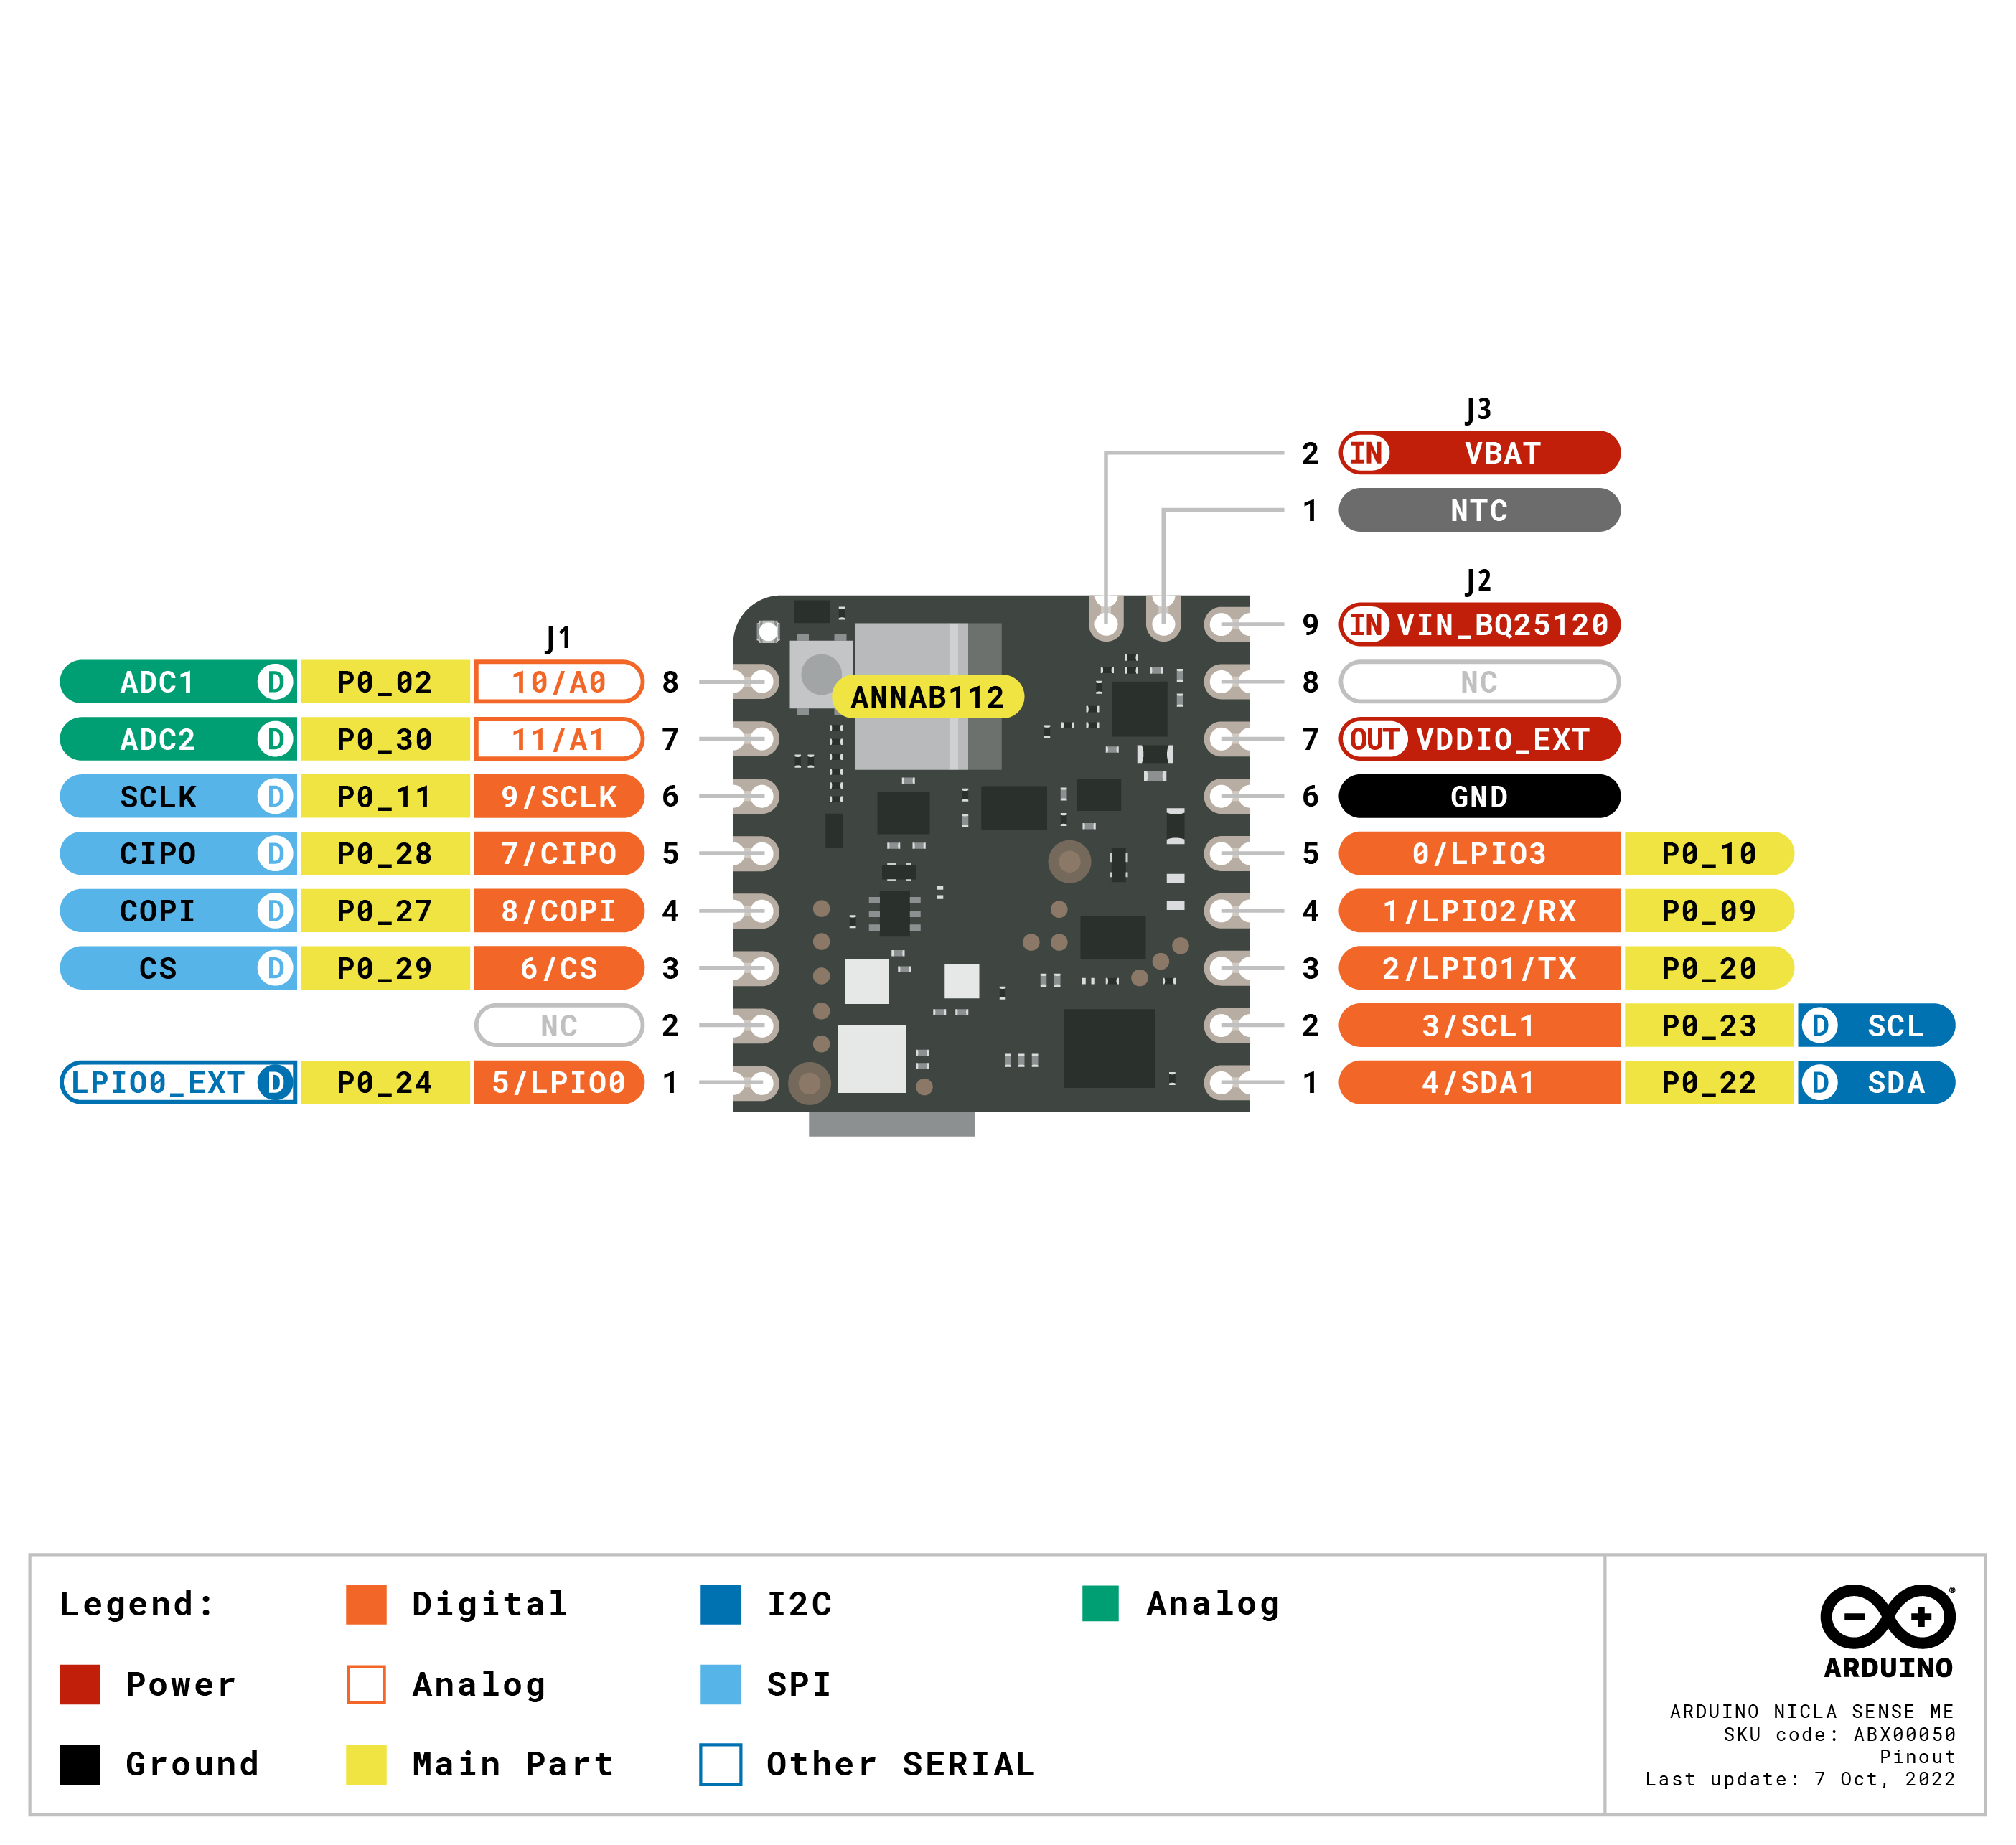 J3
2 IN VBAT
1 NTC
J2
9 IN VIN_BQ25120
8 NC
7 OUT VDDIO_EXT
6 GND
5 0/LPIO3 P0_10
4 1/LPIO2/RX P0_09
3 2/LPIO1/TX P0_20
2 3/SCL1 P0_23 D SCL
1 4/SDA1 P0_22 D SDA
J1
ADC1 D P0_02 10/A0 8
ADC2 D P0_30 11/A1 7
SCLK D P0_11 9/SCLK 6
CIPO D P0_28 7/CIPO 5
COPI D P0_27 8/COPI 4
CS D P0_29 6/CS 3
NC 2
LPIO0_EXT D P0_24 5/LPIO0 1
ANNAB112
Legend:
Power
Ground
Digital
Analog
Main Part
I2C
SPI
Other SERIAL
Analog
®
ARDUINO
ARDUINO NICLA SENSE ME
SKU code: ABX00050
Pinout
Last update: 7 Oct, 2022